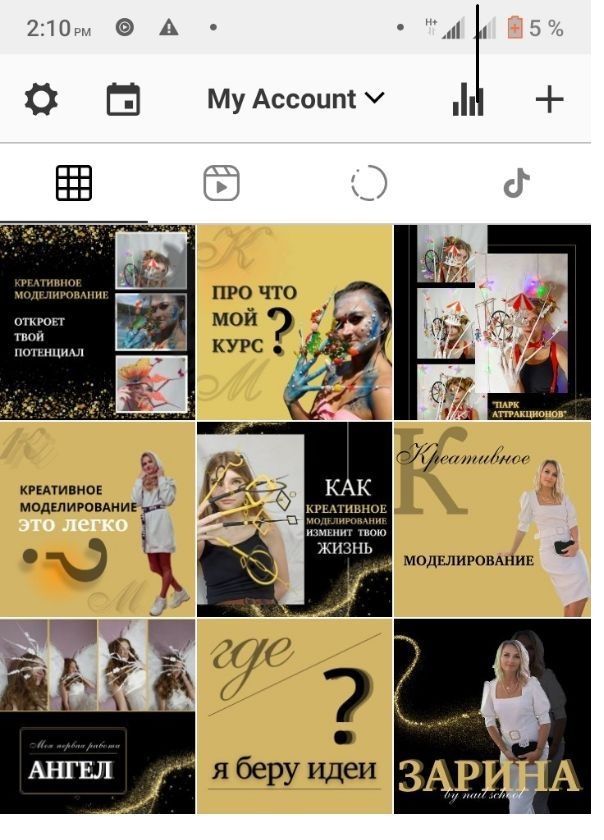 2:10 PM
H+
5 %
My Account
КРЕАТИВНОЕ
МОДЕЛИРОВАНИЕ
ОТКРОЕТ
ТВОЙ
ПОТЕНЦИАЛ
К
ПРО ЧТО
МОЙ
КУРС ?
М
"ПАРК
АТТРАКЦИОНОВ"
К
КРЕАТИВНОЕ
МОДЕЛИРОВАНИЕ
это легко
?
М
КАК
КРЕАТИВНОЕ
МОДЕЛИРОВАНИЕ
ИЗМЕНИТ ТВОЮ
ЖИЗНЬ
К
Креативное
МОДЕЛИРОВАНИЕ
Моя первая работа
АНГЕЛ
где
?
я беру идеи
ЗАРИНА
by nail school